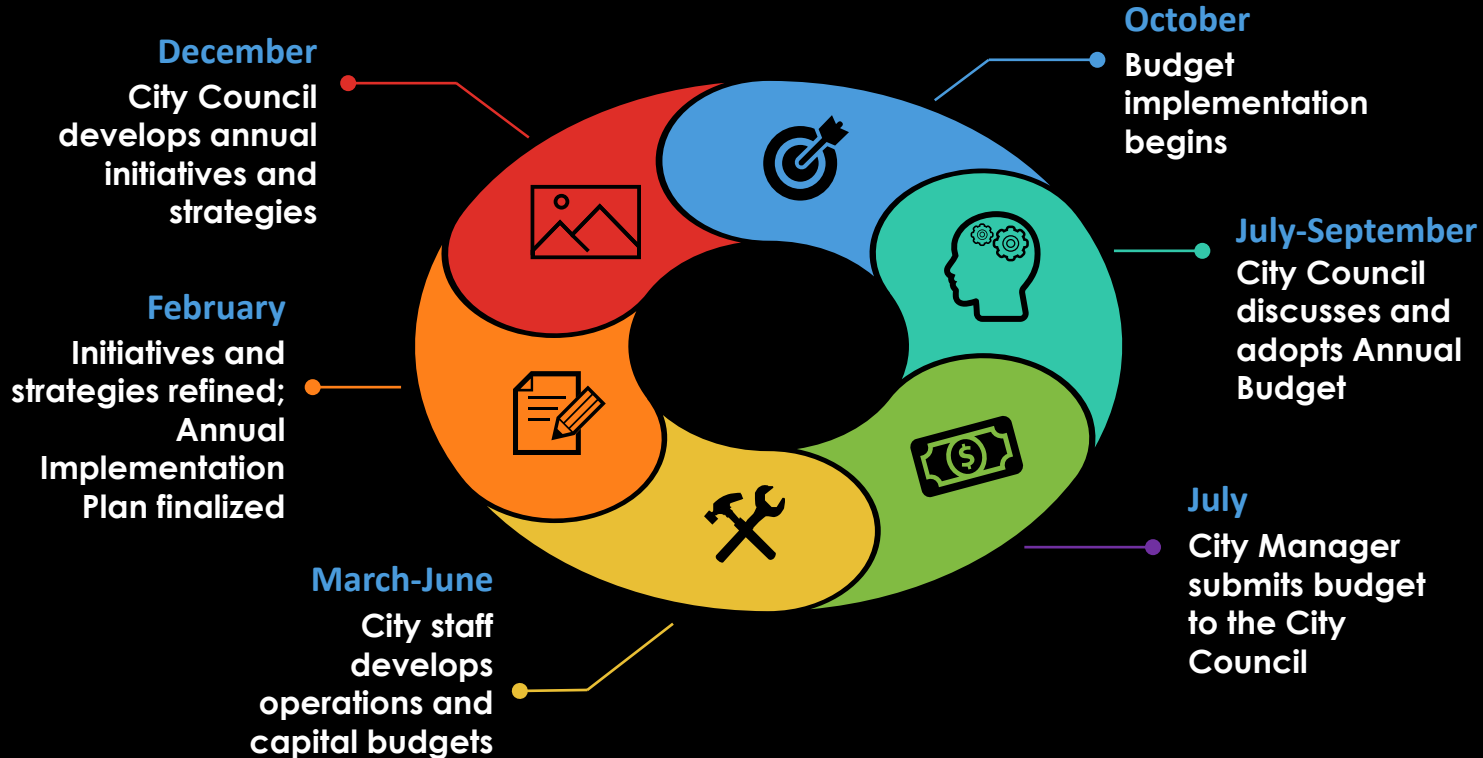 October
Budget
implementation
begins
July-September
City Council
discusses and
adopts Annual
Budget
July
City Manager
submits budget
to the City
Council
March-June
City staff
develops
operations and
capital budgets
February
Initiatives and
strategies refined;
Annual
Implementation
Plan finalized
December
City Council
develops annual
initiatives and
strategies
$